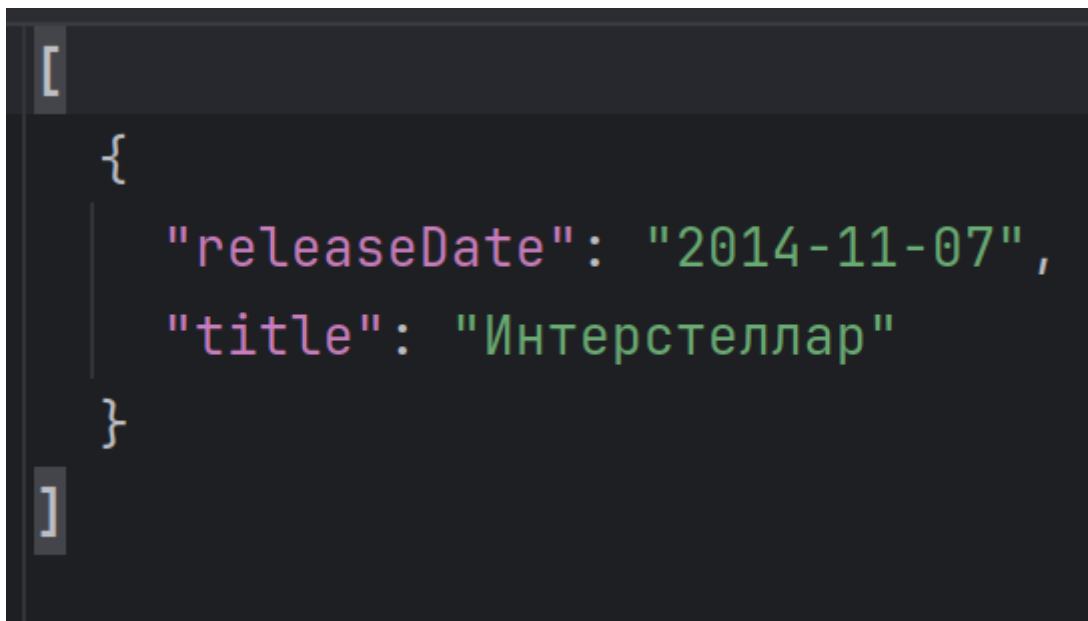 [
{
"releaseDate": "2014-11-07",
"title": "Интерстеллар"
}
]